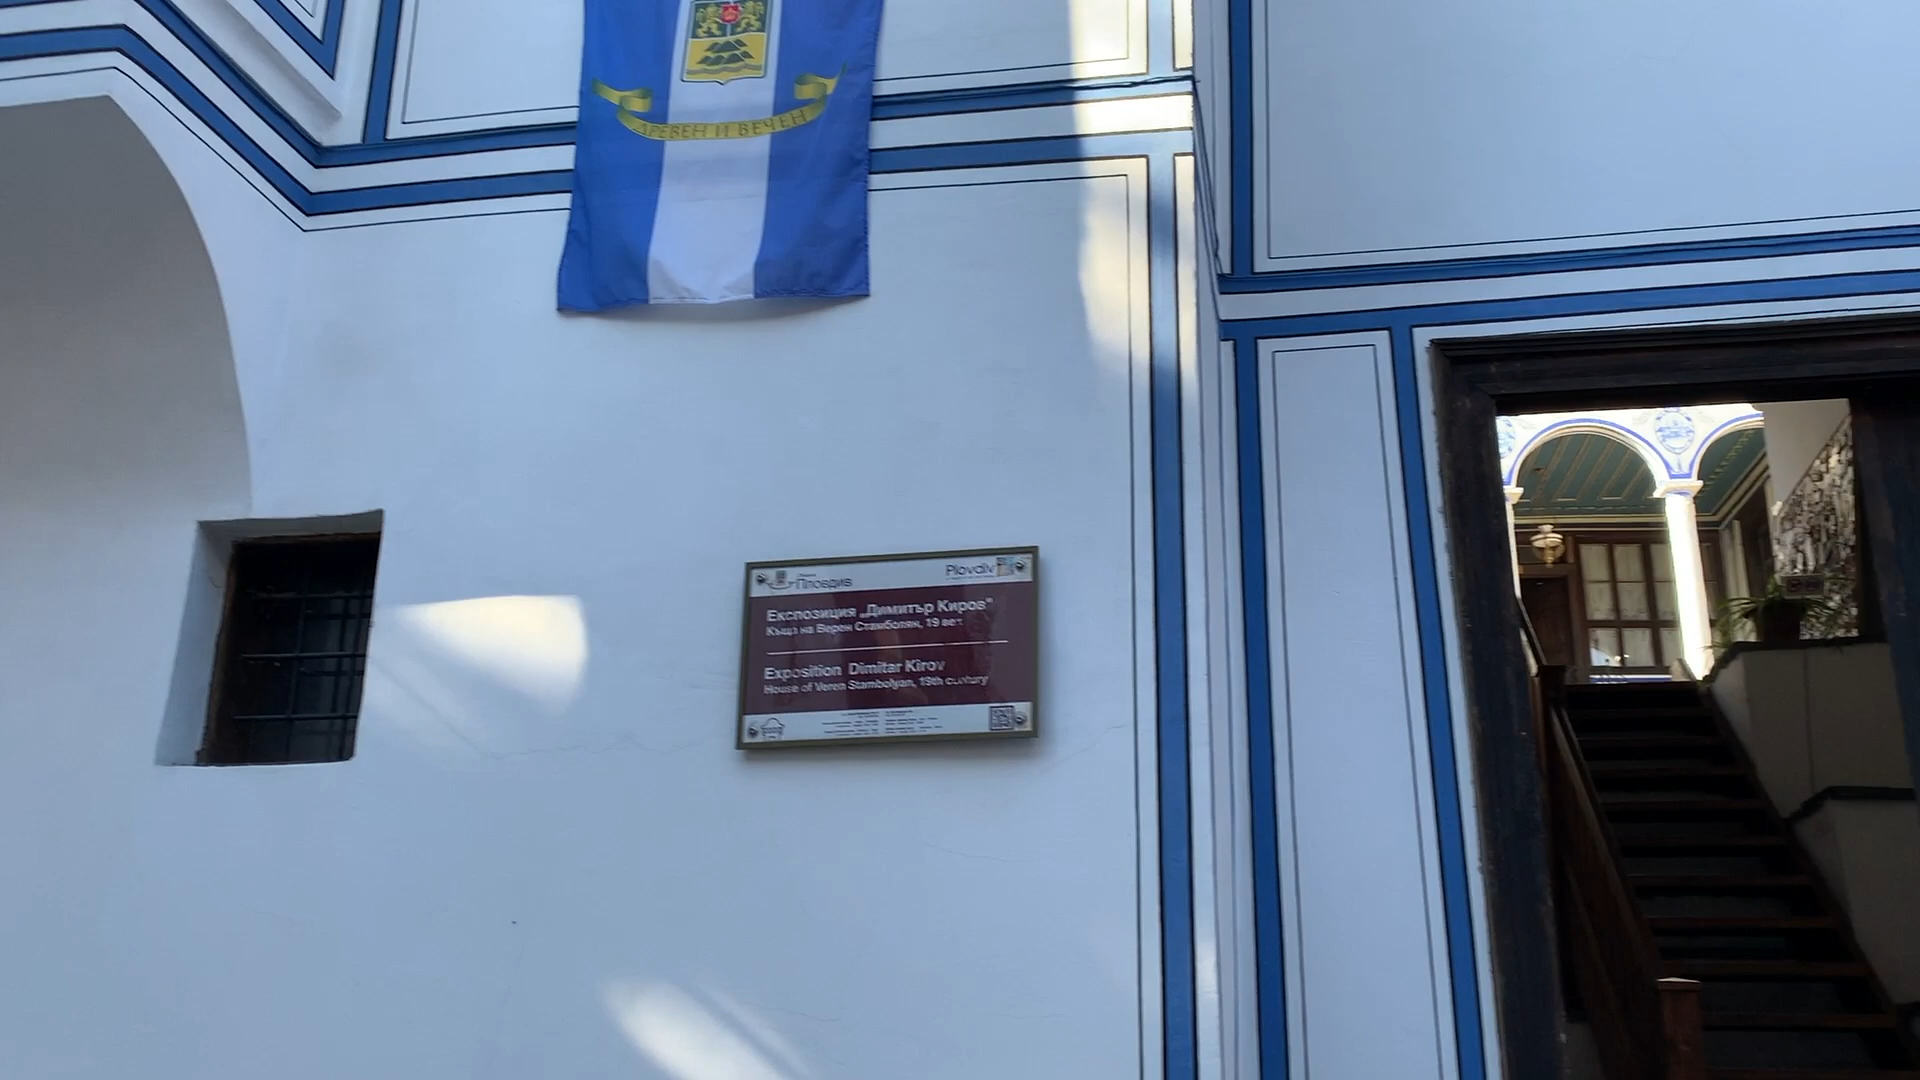 ДРЕВЕН И ВЕЧЕН
Пловдив
Plovdiv
Експозиция „Димитър Киров"
Къща на Верен Стамболян, 19 век
Exposition Dimitar Kirov
House of Veren Stambolyan, 19th century